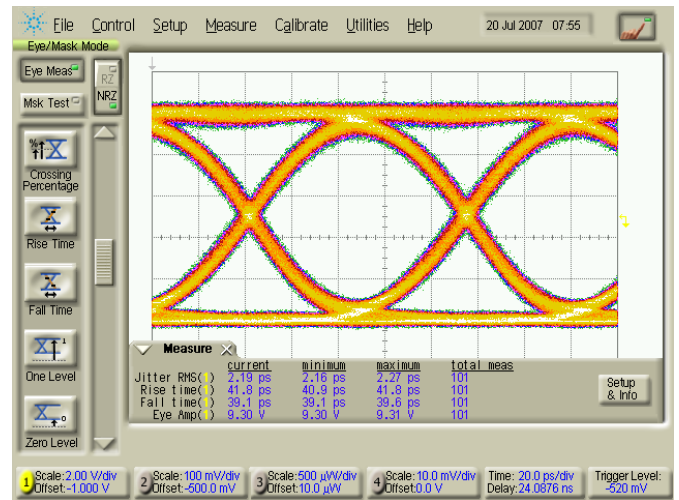 File Control Setup Measure Calibrate Utilities Help 20 Jul 2007 07:55
Eye/Mask Mode
Eye Meas
RZ
Msk Test
NRZ
%
Crossing
Percentage
Rise Time
Fall Time
1
One Level
0
Zero Level
Measure
current minimum maximum total meas
Jitter RMS(1) 2.19 ps 2.16 ps 2.27 ps 101
Rise time(1) 41.8 ps 40.9 ps 41.8 ps 101
Fall time(1) 39.1 ps 39.1 ps 39.6 ps 101
Eye Amp(1) 9.30 V 9.30 V 9.31 V 101
Setup
& Info
1 Scale:2.00 V/div
Offset:-1.000 V
2 Scale:100 mV/div
Offset:-500.0 mV
3 Scale:500 µW/div
Offset:10.0 µW
4 Scale:10.0 mV/div
Offset:0.0 V
Time: 20.0 ps/div
Delay:24.0876 ns
Trigger Level:
-520 mV